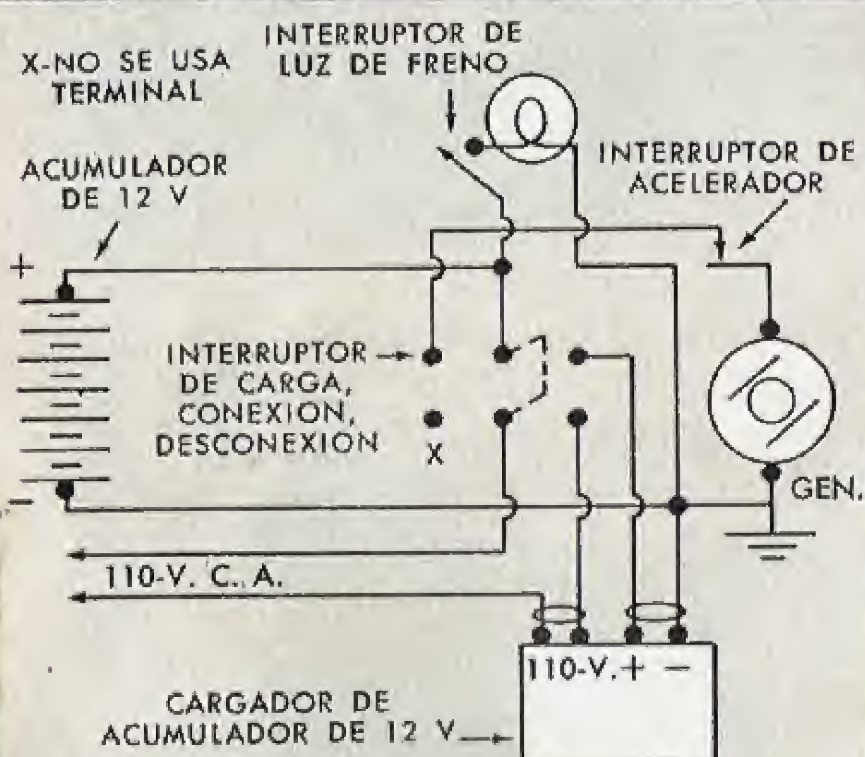 X-NO SE USA
TERMINAL
INTERRUPTOR DE
LUZ DE FRENO
ACUMULADOR
DE 12 V
INTERRUPTOR DE
ACELERADOR
+
INTERRUPTOR
DE CARGA,
CONEXION,
DESCONEXION
X
-
GEN.
110-V. C. A.
110-V. + -
CARGADOR DE
ACUMULADOR DE 12 V